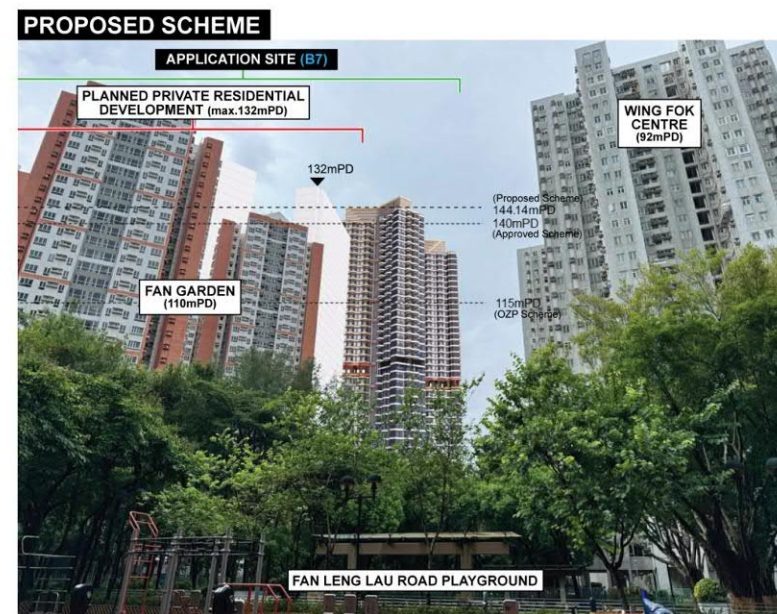 PROPOSED SCHEME
APPLICATION SITE (B7)
PLANNED PRIVATE RESIDENTIAL
DEVELOPMENT (max.132mPD)
WING FOK
CENTRE
(92mPD)
132mPD
(Proposed Scheme)
144.14mPD
140mPD
(Approved Scheme)
FAN GARDEN
(110mPD)
115mPD
(OZP Scheme)
FAN LENG LAU ROAD PLAYGROUND